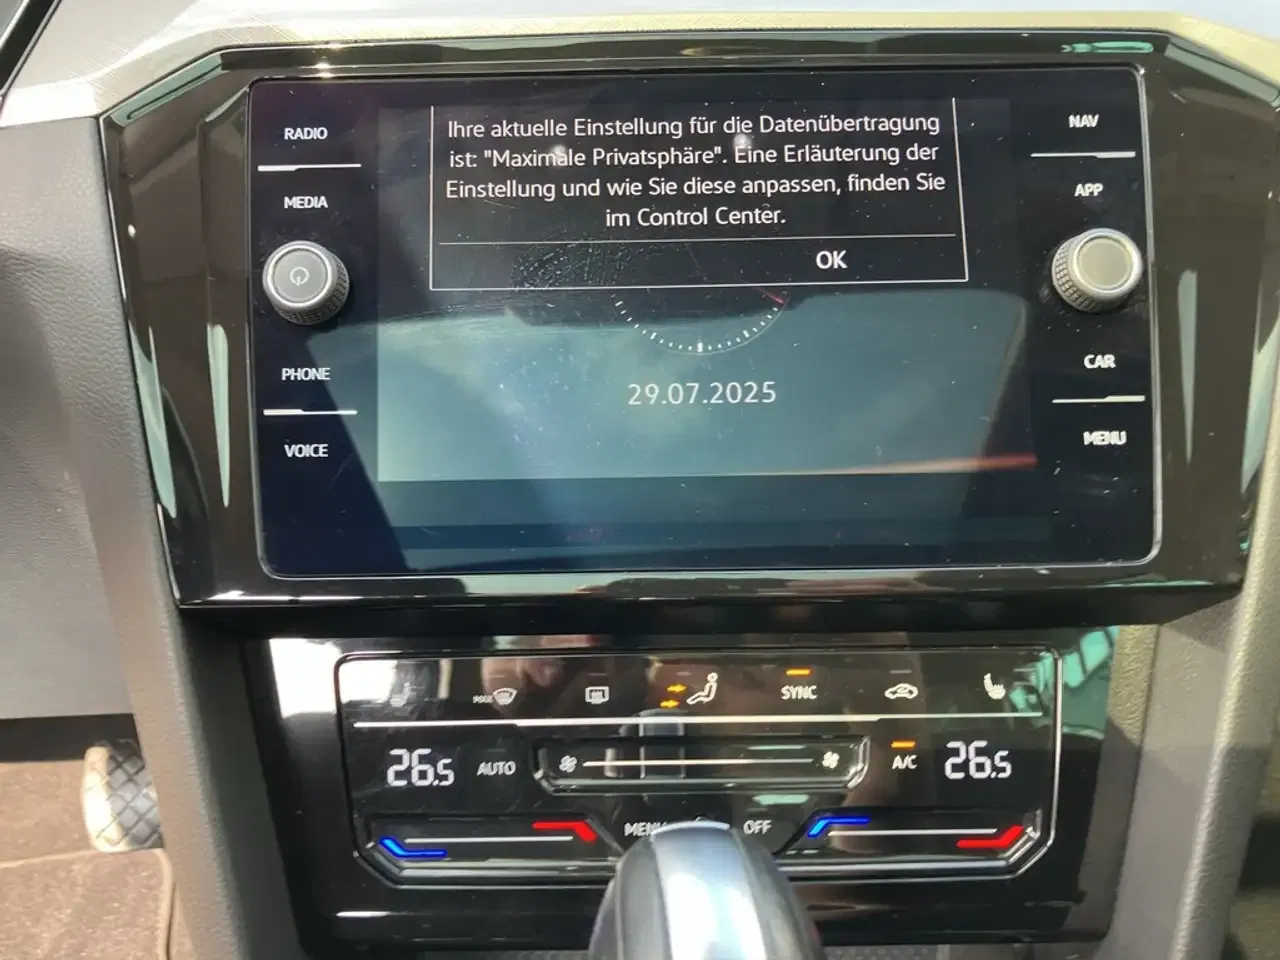 RADIO
MEDIA
PHONE
VOICE
Ihre aktuelle Einstellung für die Datenübertragung
ist: "Maximale Privatsphäre". Eine Erläuterung der
Einstellung und wie Sie diese anpassen, finden Sie
im Control Center.
OK
29.07.2025
NAV
APP
CAR
MENU
SYNC
26.5
AUTO
A/C
26.5
MENU
OFF